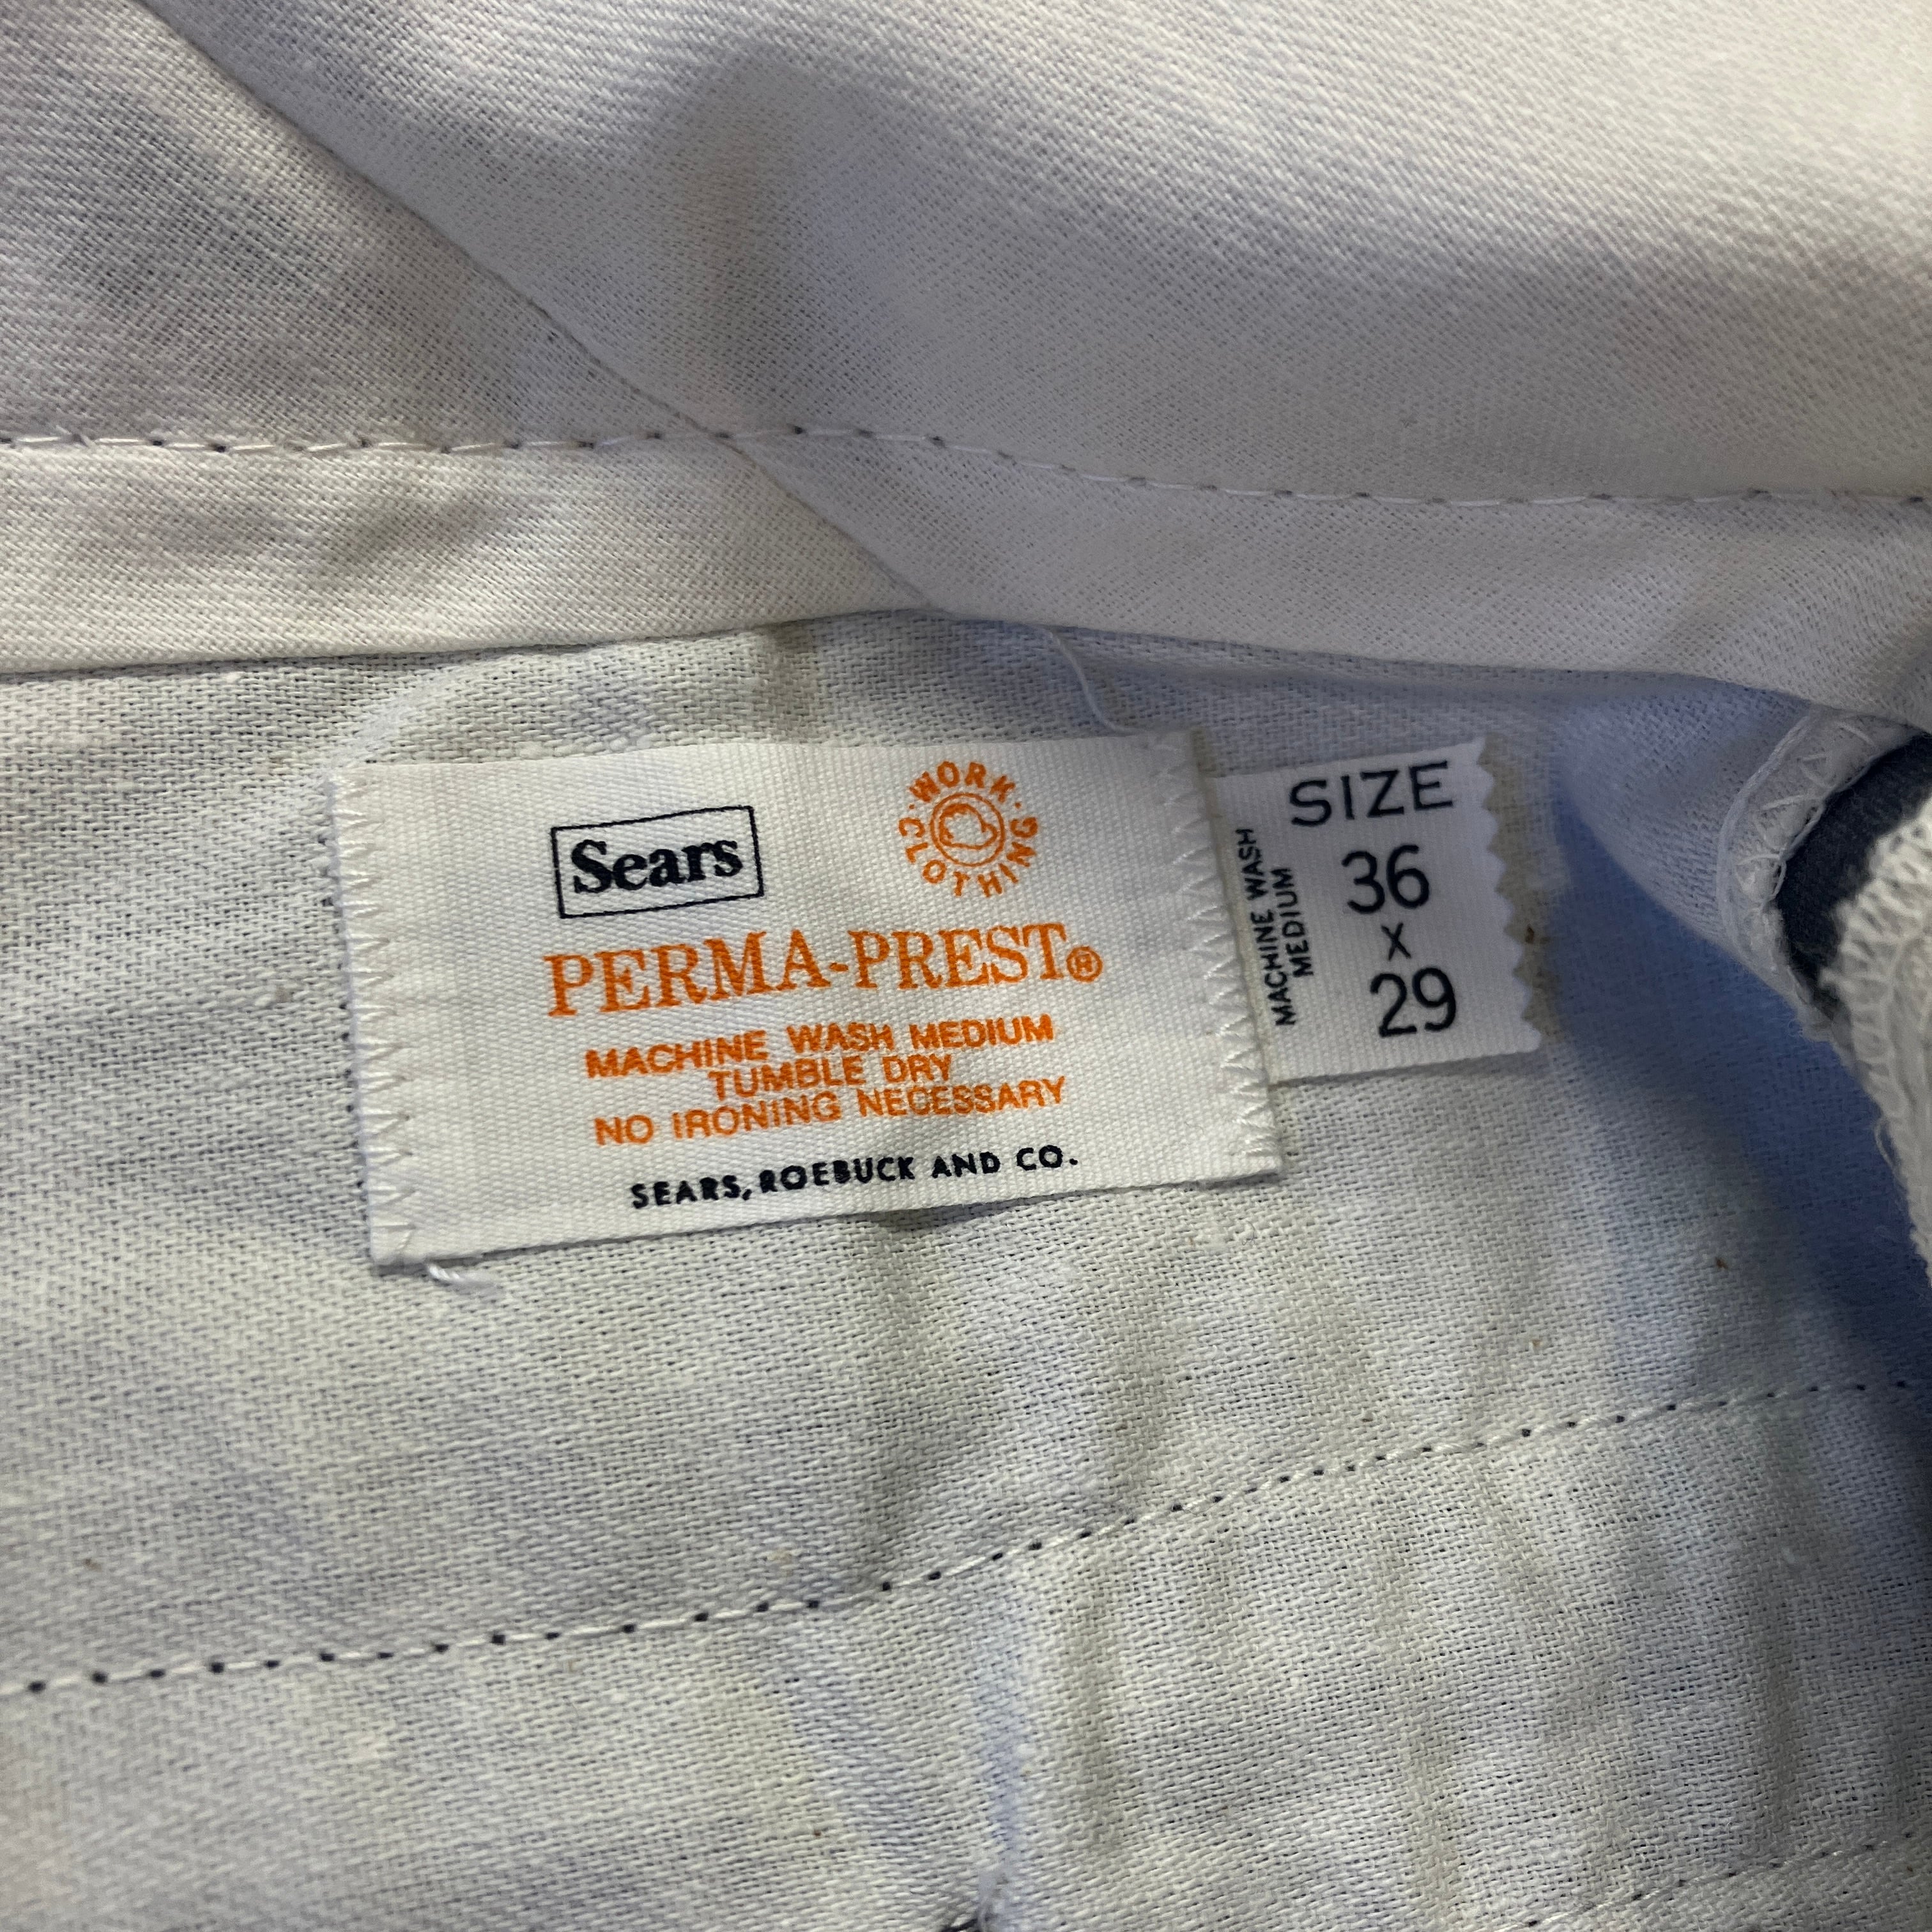 Sears
WORK · CLOTHING ·
PERMA-PREST®
MACHINE WASH MEDIUM
TUMBLE DRY
NO IRONING NECESSARY
SEARS, ROEBUCK AND CO.
SIZE
36
X
29
MACHINE WASH
MEDIUM